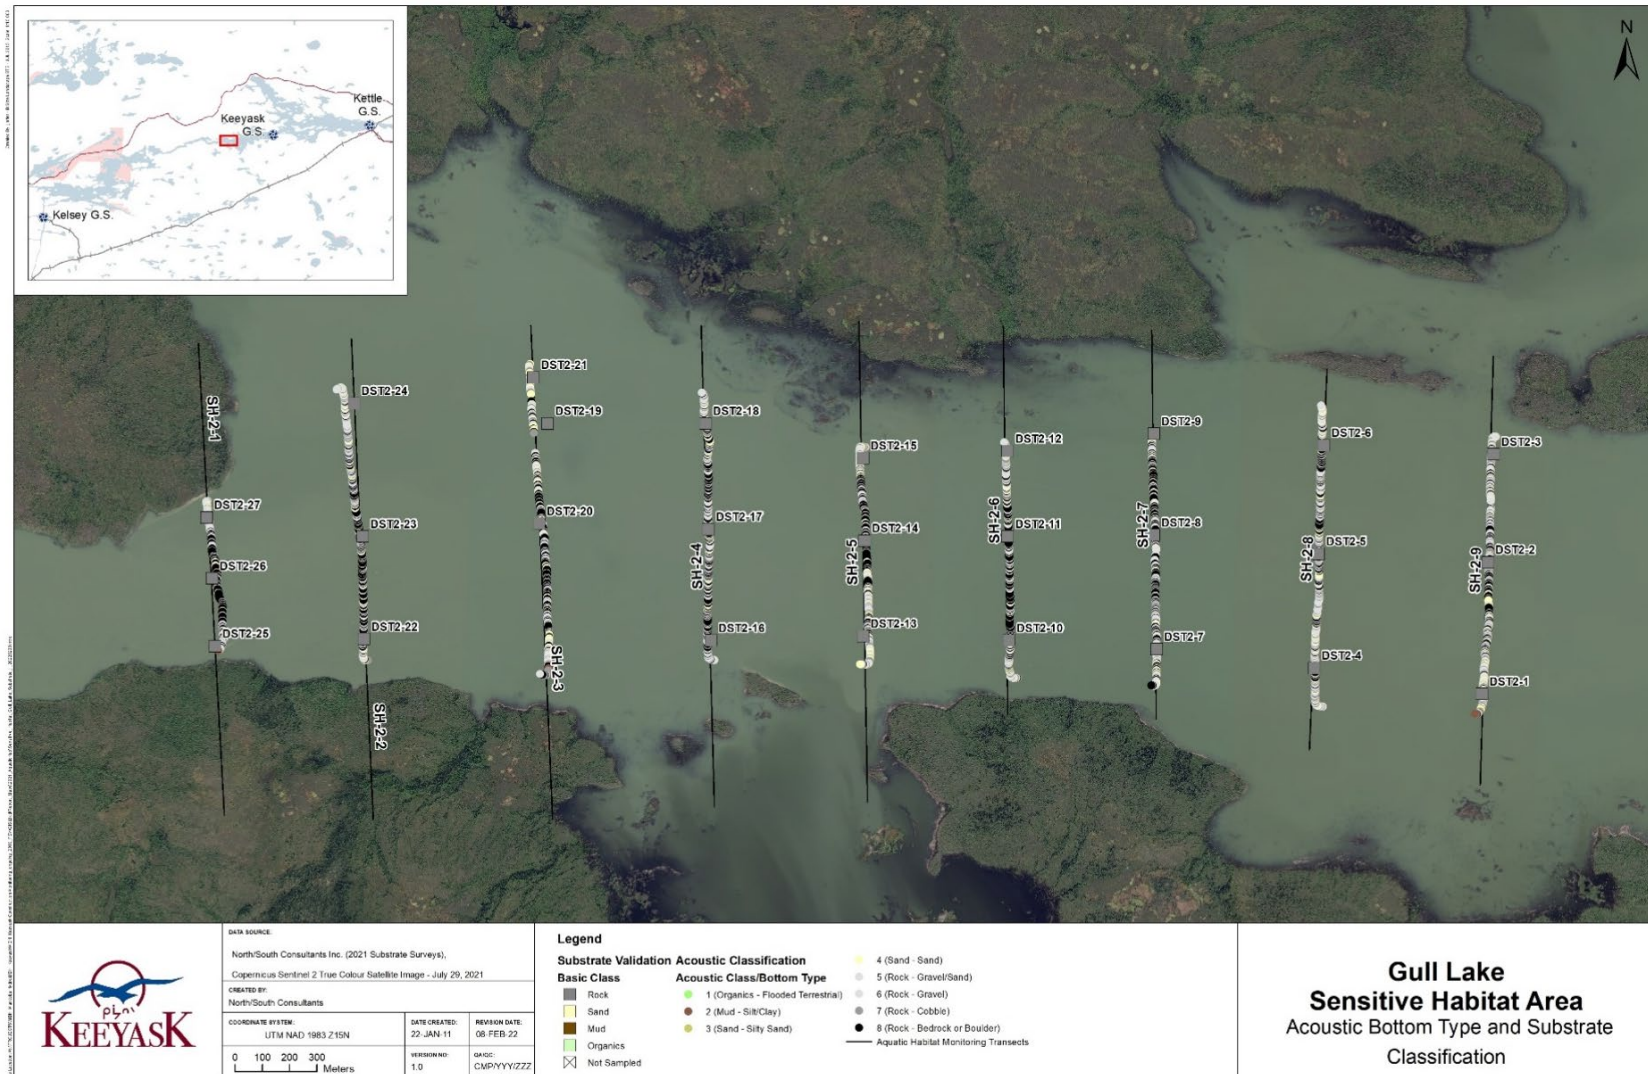 Kettle
G.S.
Keeyask
G.S.
Kelsey G.S.
N
SH-2-1
DST2-27
DST2-26
DST2-25
DST2-24
DST2-23
DST2-22
SH-2-2
DST2-21
DST2-19
DST2-20
SH-2-3
DST2-18
DST2-17
SH-2-4
DST2-16
DST2-15
DST2-14
SH-2-5
DST2-13
DST2-12
SH-2-6
DST2-11
DST2-10
DST2-9
SH-2-7
DST2-8
DST2-7
DST2-6
DST2-5
SH-2-8
DST2-4
DST2-3
DST2-2
SH-2-9
DST2-1
KEEYASK
DATA SOURCE:
North/South Consultants Inc. (2021 Substrate Surveys),
Copernicus Sentinel 2 True Colour Satellite Image - July 29, 2021
CREATED BY:
North/South Consultants
COORDINATE SYSTEM:
UTM NAD 1983 Z15N
DATE CREATED:
22-JAN-11
REVISION DATE:
08-FEB-22
0 100 200 300
Meters
VERSION NO:
1.0
QA/QC:
CMP/YYY/ZZZ
Legend
Substrate Validation
Basic Class
Rock
Sand
Mud
Organics
Not Sampled
Acoustic Classification
Acoustic Class/Bottom Type
1 (Organics - Flooded Terrestrial)
2 (Mud - Silt/Clay)
3 (Sand - Silty Sand)
4 (Sand - Sand)
5 (Rock - Gravel/Sand)
6 (Rock - Gravel)
7 (Rock - Cobble)
8 (Rock - Bedrock or Boulder)
Aquatic Habitat Monitoring Transects
Gull Lake
Sensitive Habitat Area
Acoustic Bottom Type and Substrate
Classification